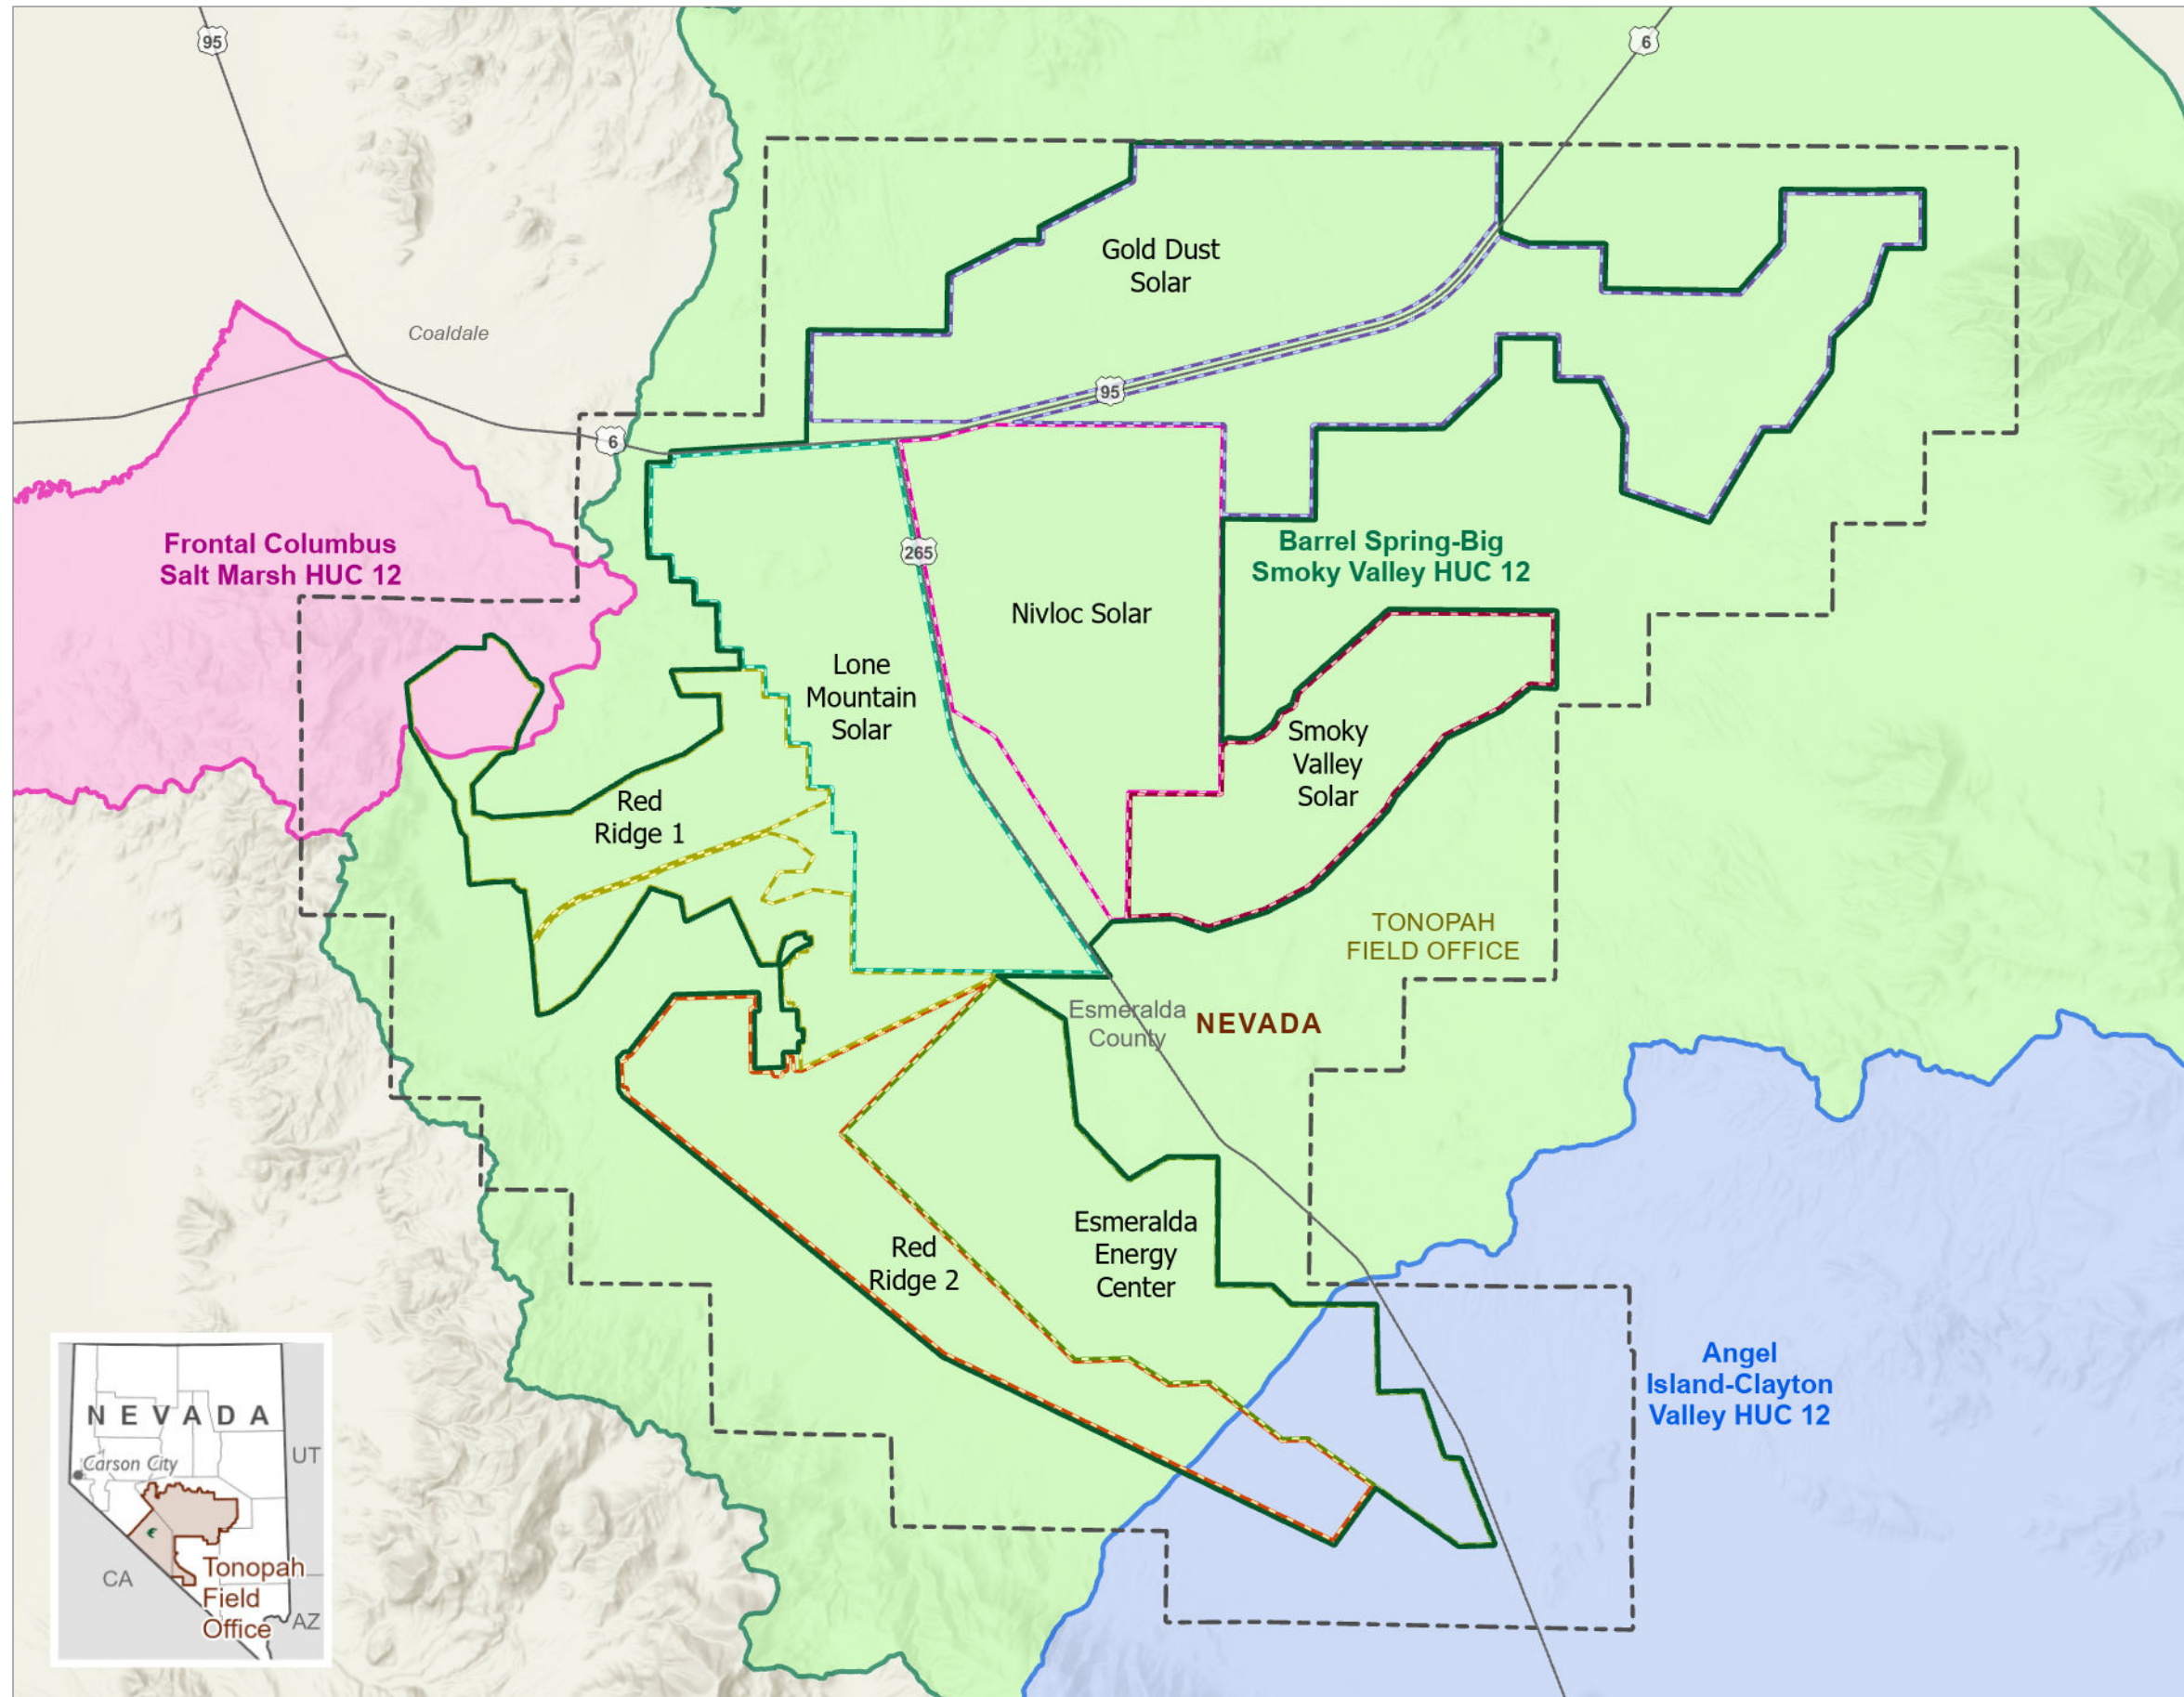 95
6
Gold Dust
Solar
Coaldale
95
6
Frontal Columbus
Salt Marsh HUC 12
265
Barrel Spring-Big
Smoky Valley HUC 12
Nivloc Solar
Lone
Mountain
Solar
Smoky
Valley
Solar
Red
Ridge 1
TONOPAH
FIELD OFFICE
Esmeralda
County
NEVADA
Esmeralda
Energy
Center
Red
Ridge 2
Angel
Island-Clayton
Valley HUC 12
NEVADA
UT
Carson City
CA
Tonopah
Field
Office
AZ